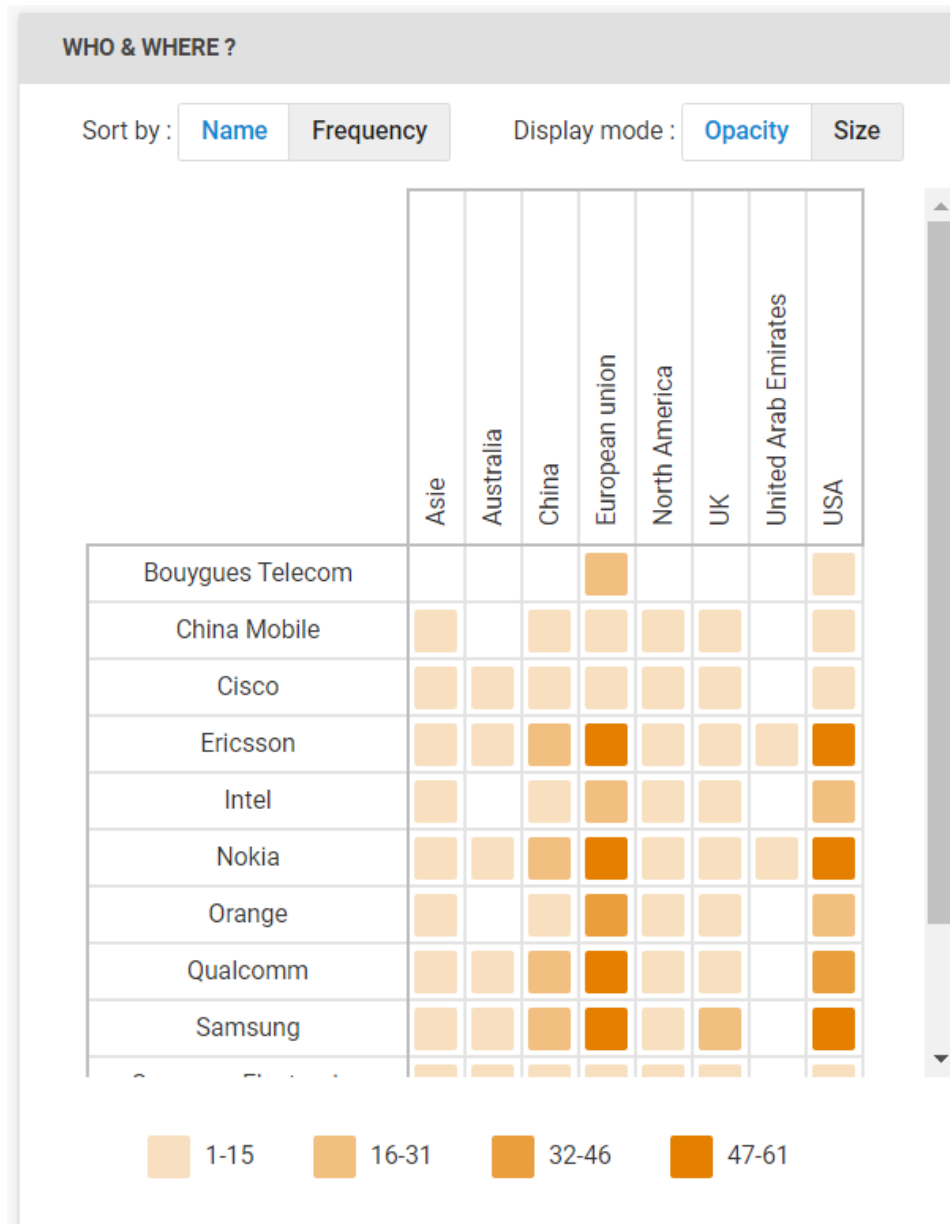 WHO & WHERE ?
Sort by : Name Frequency Display mode : Opacity Size
Asie
Australia
China
European union
North America
UK
United Arab Emirates
USA
Bouygues Telecom
China Mobile
Cisco
Ericsson
Intel
Nokia
Orange
Qualcomm
Samsung
1-15 16-31 32-46 47-61